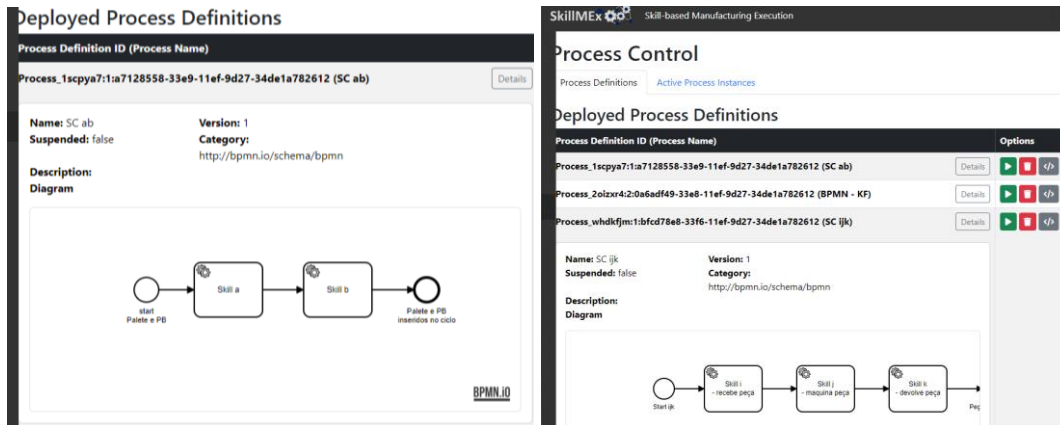 Deployed Process Definitions
Process Definition ID (Process Name)
Process_1scpya7:1:a7128558-33e9-11ef-9d27-34de1a782612 (SC ab)
Details
Name: SC ab
Version: 1
Suspended: false
Category:
http://bpmn.io/schema/bpmn
Description:
Diagram
start
Palete e PB
Skill a
Skill b
Palete e PB
inseridos no ciclo
BPMN.iO
SkillMEx
Skill-based Manufacturing Execution
Process Control
Process Definitions
Active Process Instances
Deployed Process Definitions
Process Definition ID (Process Name)
Options
Process_1scpya7:1:a7128558-33e9-11ef-9d27-34de1a782612 (SC ab)
Details
Process_2oizxr4:2:0a6adf49-33e8-11ef-9d27-34de1a782612 (BPMN - KF)
Details
Process_whdkfjm:1:bfcd78e8-33f6-11ef-9d27-34de1a782612 (SC ijk)
Details
Name: SC ijk
Version: 1
Suspended: false
Category:
http://bpmn.io/schema/bpmn
Description:
Diagram
Start ijk
Skill i
- recebe peça
Skill j
- maquina peça
Skill k
- devolve peça